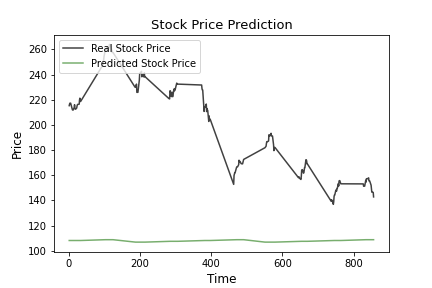 Stock Price Prediction
Real Stock Price
Predicted Stock Price
260
240
220
200
180
160
140
120
100
Price
0 200 400 600 800
Time